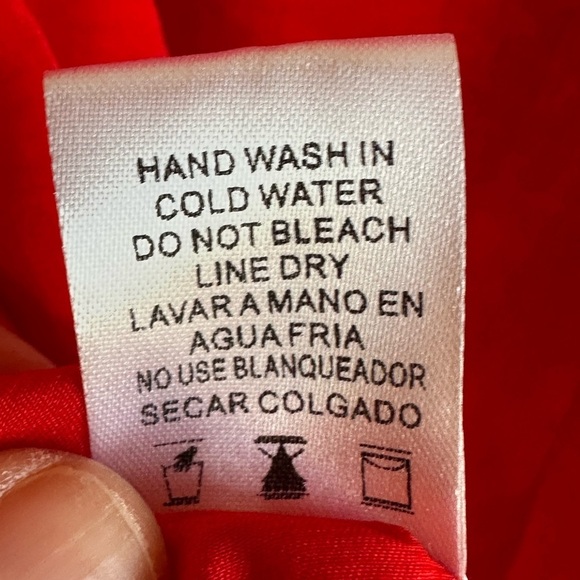 HAND WASH IN
COLD WATER
DO NOT BLEACH
LINE DRY
LAVAR A MANO EN
AGUA FRIA
NO USE BLANQUEADOR
SECAR COLGADO